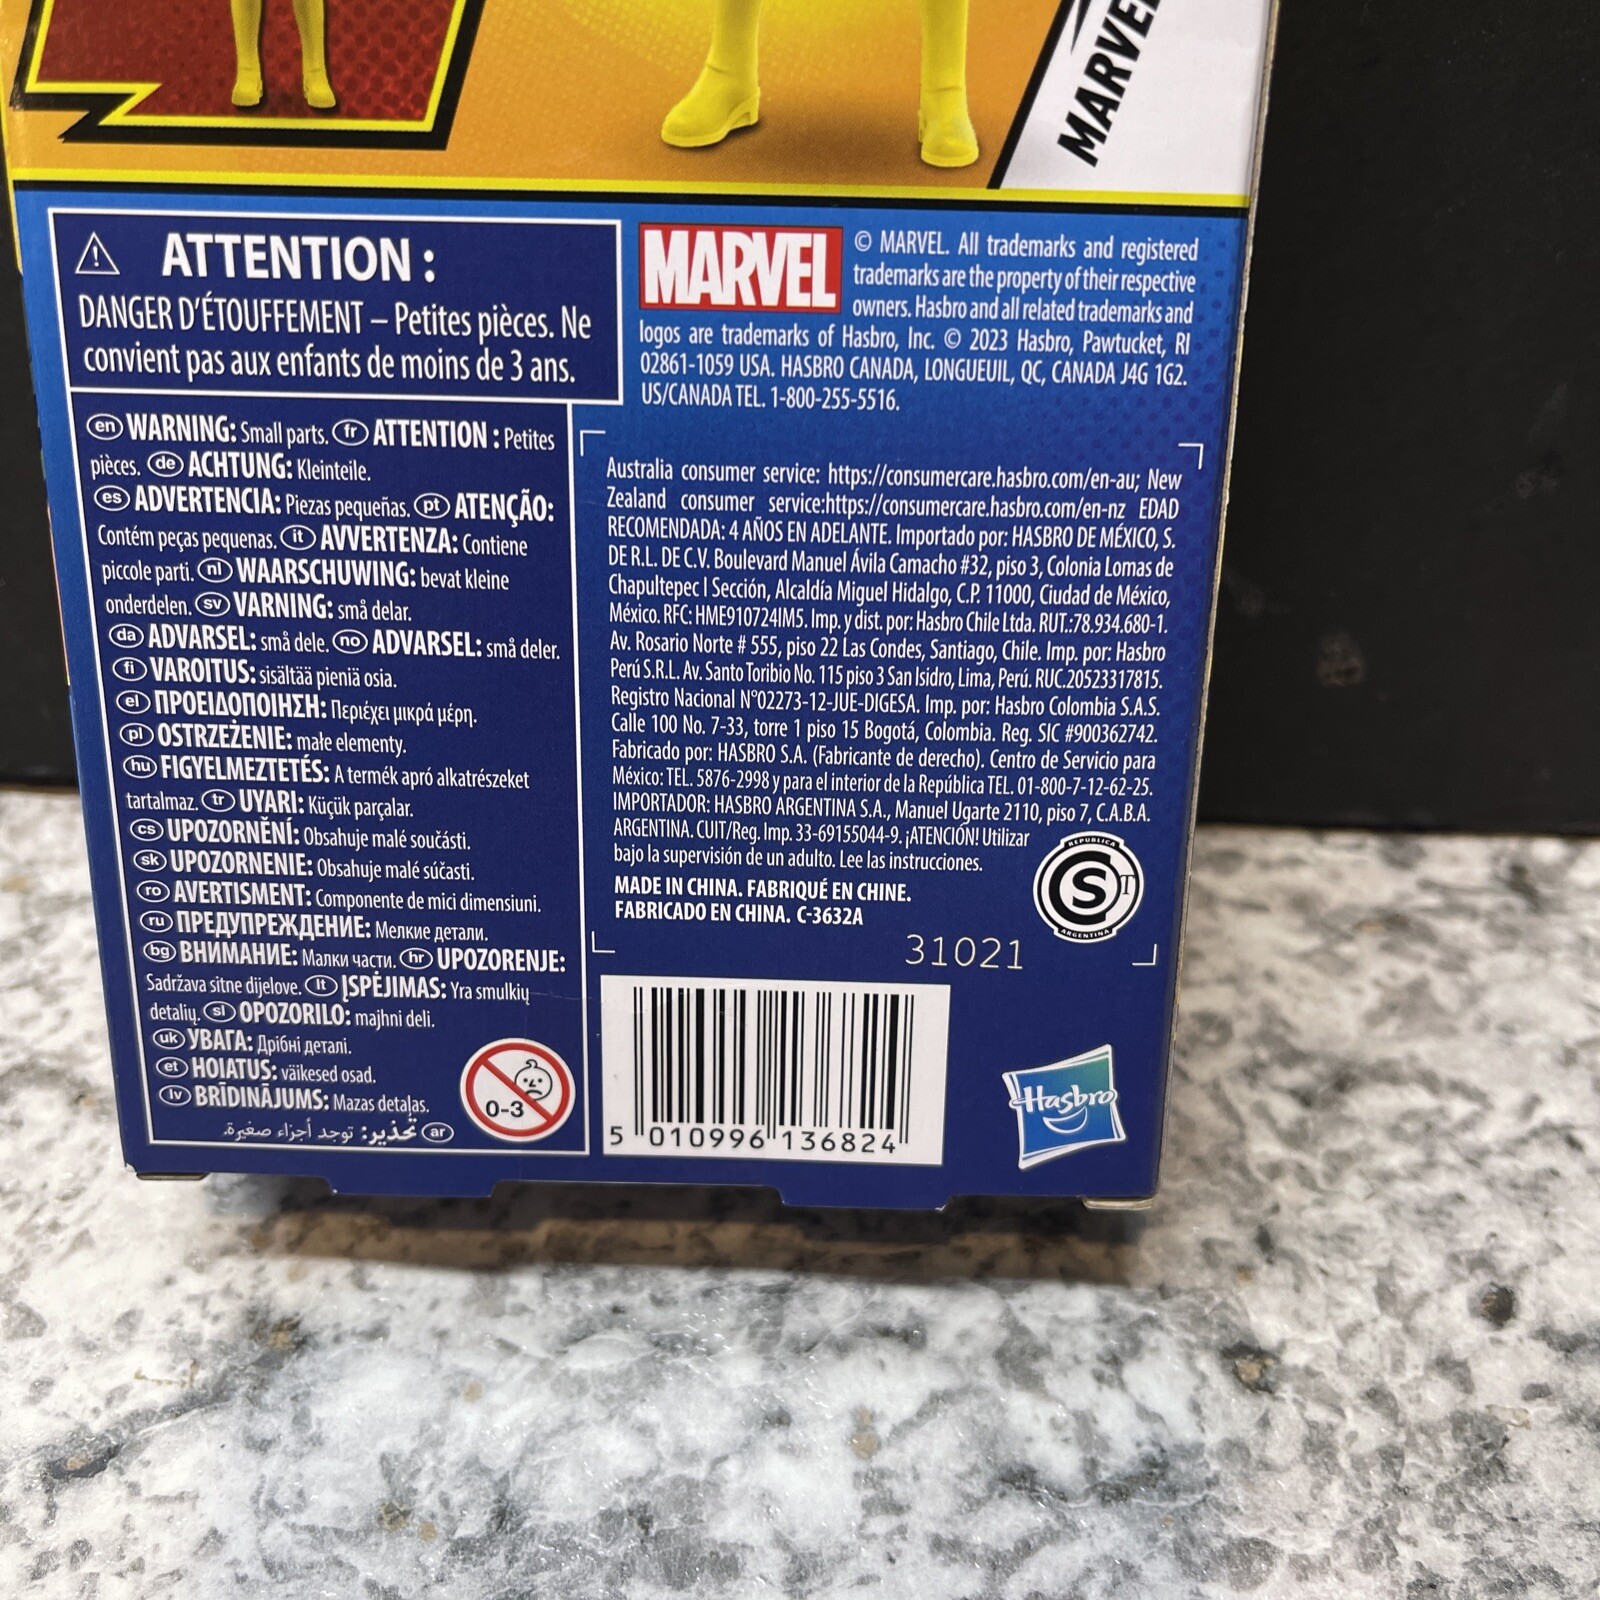 MARVEL
ATTENTION :
DANGER D'ÉTOUFFEMENT – Petites pièces. Ne
convient pas aux enfants de moins de 3 ans.
en WARNING: Small parts. fr ATTENTION : Petites
pièces. de ACHTUNG: Kleinteile.
es ADVERTENCIA: Piezas pequeñas. pt ATENÇÃO:
Contém peças pequenas. it AVVERTENZA: Contiene
piccole parti. nl WAARSCHUWING: bevat kleine
onderdelen. sv VARNING: små delar.
da ADVARSEL: små dele. no ADVARSEL: små deler.
fi VAROITUS: sisältää pieniä osia.
el ΠΡΟΕΙΔΟΠΟΙΗΣΗ: Περιέχει μικρά μέρη.
pl OSTRZEŻENIE: małe elementy.
hu FIGYELMEZTETÉS: A termék apró alkatrészeket
tartalmaz. tr UYARI: Küçük parçalar.
cs UPOZORNĚNÍ: Obsahuje malé součásti.
sk UPOZORNENIE: Obsahuje malé súčasti.
ro AVERTISMENT: Componente de mici dimensiuni.
ru ПРЕДУПРЕЖДЕНИЕ: Мелкие детали.
bg ВНИМАНИЕ: Малки части. hr UPOZORENJE:
Sadržava sitne dijelove. lt ĮSPĖJIMAS: Yra smulkių
detalių. sl OPOZORILO: majhni deli.
uk УВАГА: Дрібні деталі.
et HOIATUS: väikesed osad.
lv BRĪDINĀJUMS: Mazas detaļas.
ar تحذير: توجد أجزاء صغيرة.
0-3
MARVEL
© MARVEL. All trademarks and registered
trademarks are the property of their respective
owners. Hasbro and all related trademarks and
logos are trademarks of Hasbro, Inc. © 2023 Hasbro, Pawtucket, RI
02861-1059 USA. HASBRO CANADA, LONGUEUIL, QC, CANADA J4G 1G2.
US/CANADA TEL. 1-800-255-5516.
Australia consumer service: https://consumercare.hasbro.com/en-au; New
Zealand consumer service:https://consumercare.hasbro.com/en-nz EDAD
RECOMENDADA: 4 AÑOS EN ADELANTE. Importado por: HASBRO DE MÉXICO, S.
DE R.L. DE C.V. Boulevard Manuel Ávila Camacho #32, piso 3, Colonia Lomas de
Chapultepec I Sección, Alcaldía Miguel Hidalgo, C.P. 11000, Ciudad de México,
México. RFC: HME910724IM5. Imp. y dist. por: Hasbro Chile Ltda. RUT.:78.934.680-1.
Av. Rosario Norte # 555, piso 22 Las Condes, Santiago, Chile. Imp. por: Hasbro
Perú S.R.L. Av. Santo Toribio No. 115 piso 3 San Isidro, Lima, Perú. RUC.20523317815.
Registro Nacional N°02273-12-JUE-DIGESA. Imp. por: Hasbro Colombia S.A.S.
Calle 100 No. 7-33, torre 1 piso 15 Bogotá, Colombia. Reg. SIC #900362742.
Fabricado por: HASBRO S.A. (Fabricante de derecho). Centro de Servicio para
México: TEL. 5876-2998 y para el interior de la República TEL. 01-800-7-12-62-25.
IMPORTADOR: HASBRO ARGENTINA S.A., Manuel Ugarte 2110, piso 7, C.A.B.A.
ARGENTINA. CUIT/Reg. Imp. 33-69155044-9. ¡ATENCIÓN! Utilizar
bajo la supervisión de un adulto. Lee las instrucciones.
MADE IN CHINA. FABRIQUÉ EN CHINE.
FABRICADO EN CHINA. C-3632A
REPUBLICA
S T
ARGENTINA
31021
5 010996 136824
Hasbro